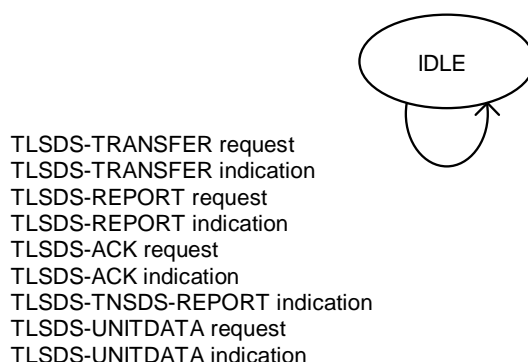 IDLE
TLSDS-TRANSFER request
TLSDS-TRANSFER indication
TLSDS-REPORT request
TLSDS-REPORT indication
TLSDS-ACK request
TLSDS-ACK indication
TLSDS-TNSDS-REPORT indication
TLSDS-UNITDATA request
TLSDS-UNITDATA indication